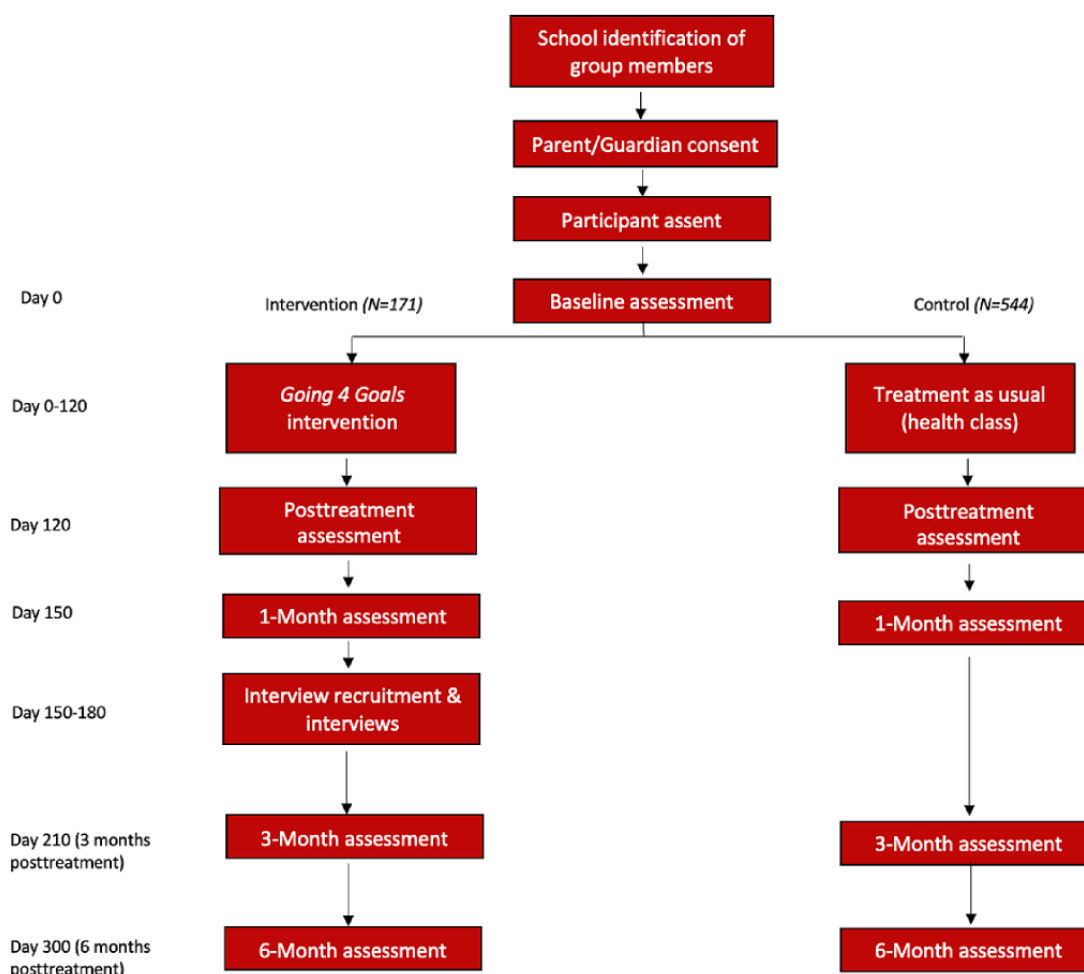 School identification of
group members
Parent/Guardian consent
Participant assent
Day 0
Intervention (N=171)
Baseline assessment
Control (N=544)
Day 0-120
Going 4 Goals
intervention
Treatment as usual
(health class)
Day 120
Posttreatment
assessment
Posttreatment
assessment
Day 150
1-Month assessment
1-Month assessment
Day 150-180
Interview recruitment &
interviews
Day 210 (3 months
posttreatment)
3-Month assessment
3-Month assessment
Day 300 (6 months
posttreatment)
6-Month assessment
6-Month assessment